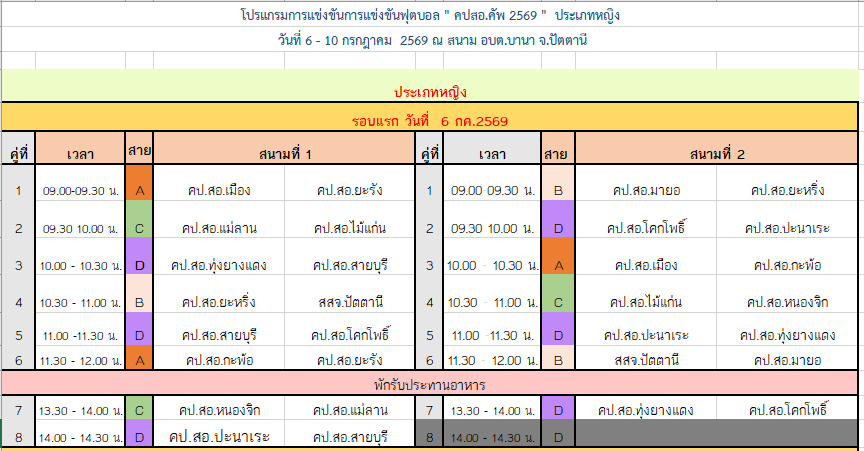 โปรแกรมการแข่งขันการแข่งขันฟุตบอล " คปสอ.คัพ 2569 " ประเภทหญิง
วันที่ 6 - 10 กรกฎาคม 2569 ณ สนาม อบต.บานา จ.ปัตตานี
ประเภทหญิง
รอบแรก วันที่ 6 กค.2569
คู่ที่ เวลา สาย สนามที่ 1 คู่ที่ เวลา สาย สนามที่ 2
1 09.00-09.30 น. A คป.สอ.เมือง คป.สอ.ยะรัง 1 09.00-09.30 น. B คป.สอ.มายอ คป.สอ.ยะหริ่ง
2 09.30 10.00 น. C คป.สอ.แม่ลาน คป.สอ.ไม้แก่น 2 09.30 10.00 น. D คป.สอ.โคกโพธิ์ คป.สอ.ปะนาเระ
3 10.00 - 10.30 น. D คป.สอ.ทุ่งยางแดง คป.สอ.สายบุรี 3 10.00 - 10.30 น. A คป.สอ.เมือง คป.สอ.กะพ้อ
4 10.30 - 11.00 น. B คป.สอ.ยะหริ่ง สสจ.ปัตตานี 4 10.30 - 11.00 น. C คป.สอ.ไม้แก่น คป.สอ.หนองจิก
5 11.00 -11.30 น. D คป.สอ.สายบุรี คป.สอ.โคกโพธิ์ 5 11.00 -11.30 น. D คป.สอ.ปะนาเระ คป.สอ.ทุ่งยางแดง
6 11.30 - 12.00 น. A คป.สอ.กะพ้อ คป.สอ.ยะรัง 6 11.30 - 12.00 น. B สสจ.ปัตตานี คป.สอ.มายอ
พักรับประทานอาหาร
7 13.30 - 14.00 น. C คป.สอ.หนองจิก คป.สอ.แม่ลาน 7 13.30 - 14.00 น. D คป.สอ.ทุ่งยางแดง คป.สอ.โคกโพธิ์
8 14.00 - 14.30 น. D คป.สอ.ปะนาเระ คป.สอ.สายบุรี 8 14.00 - 14.30 น. D